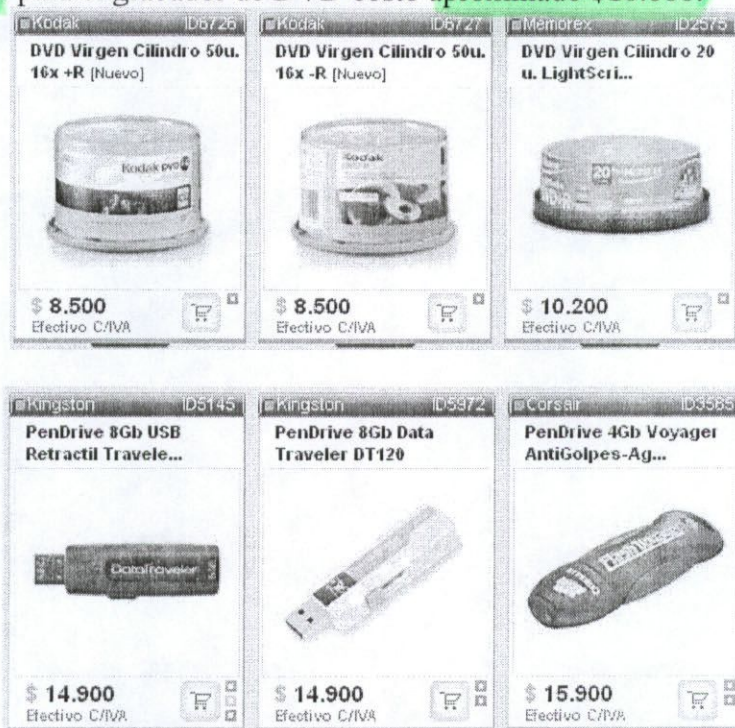 Kodak ID6726
DVD Virgen Cilindro 50u.
16x +R [Nuevo]
Kodak
$ 8.500
Efectivo C/IVA
Kodak ID6727
DVD Virgen Cilindro 50u.
16x -R [Nuevo]
Kodak
$ 8.500
Efectivo C/IVA
Memorex ID2575
DVD Virgen Cilindro 20
u. LightScri...
20
$ 10.200
Efectivo C/IVA
Kingston ID5145
PenDrive 8Gb USB
Retractil Travele...
DataTraveler
$ 14.900
Efectivo C/IVA
Kingston ID5972
PenDrive 8Gb Data
Traveler DT120
$ 14.900
Efectivo C/IVA
Corsair ID3585
PenDrive 4Gb Voyager
AntiGolpes-Ag...
$ 15.900
Efectivo C/IVA